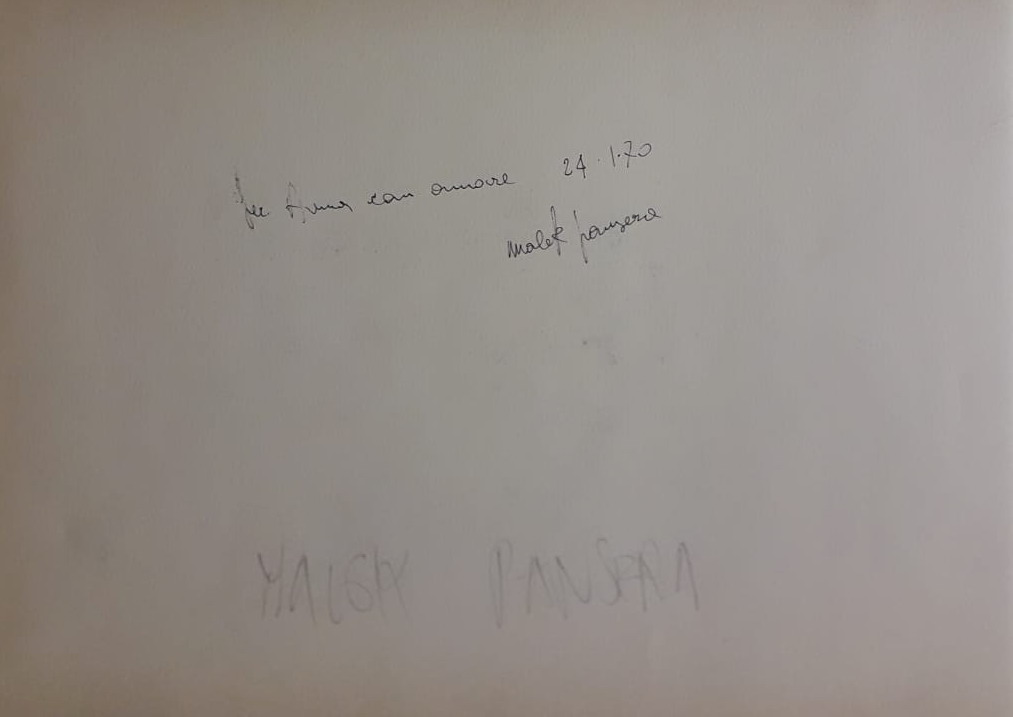 per Anna con amore 24.1.70
malek pansera
MALEK PANSERA